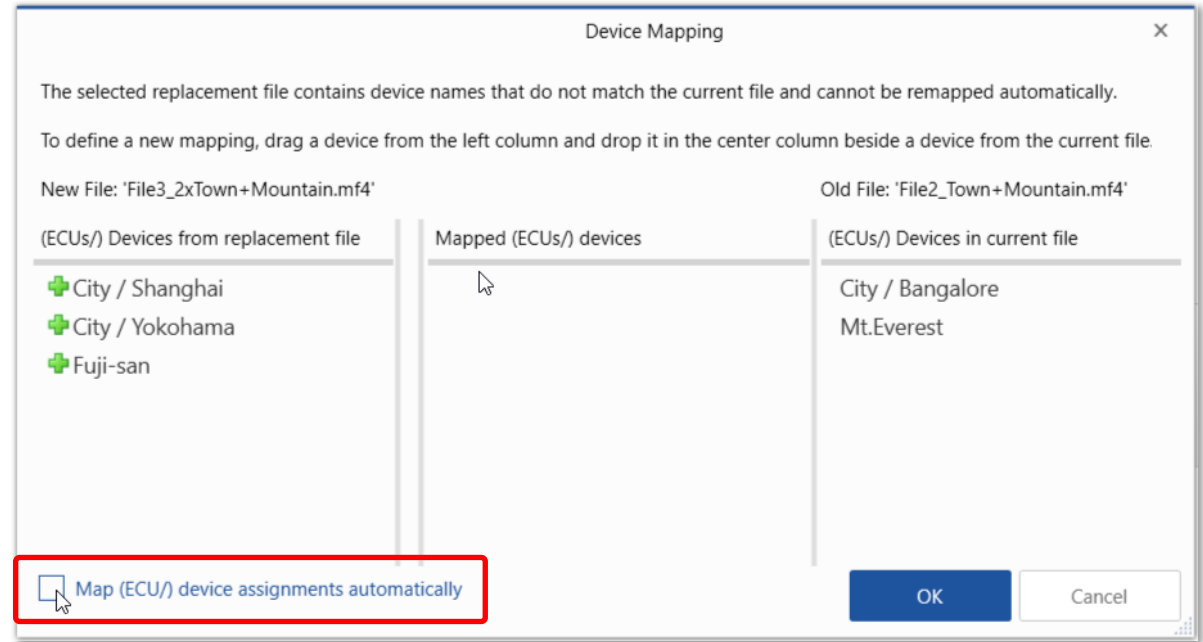 Device Mapping
The selected replacement file contains device names that do not match the current file and cannot be remapped automatically.
To define a new mapping, drag a device from the left column and drop it in the center column beside a device from the current file.
New File: 'File3_2xTown+Mountain.mf4'
Old File: 'File2_Town+Mountain.mf4'
(ECUs/) Devices from replacement file
Mapped (ECUs/) devices
(ECUs/) Devices in current file
City / Shanghai
City / Yokohama
Fuji-san
City / Bangalore
Mt.Everest
Map (ECU/) device assignments automatically
OK
Cancel